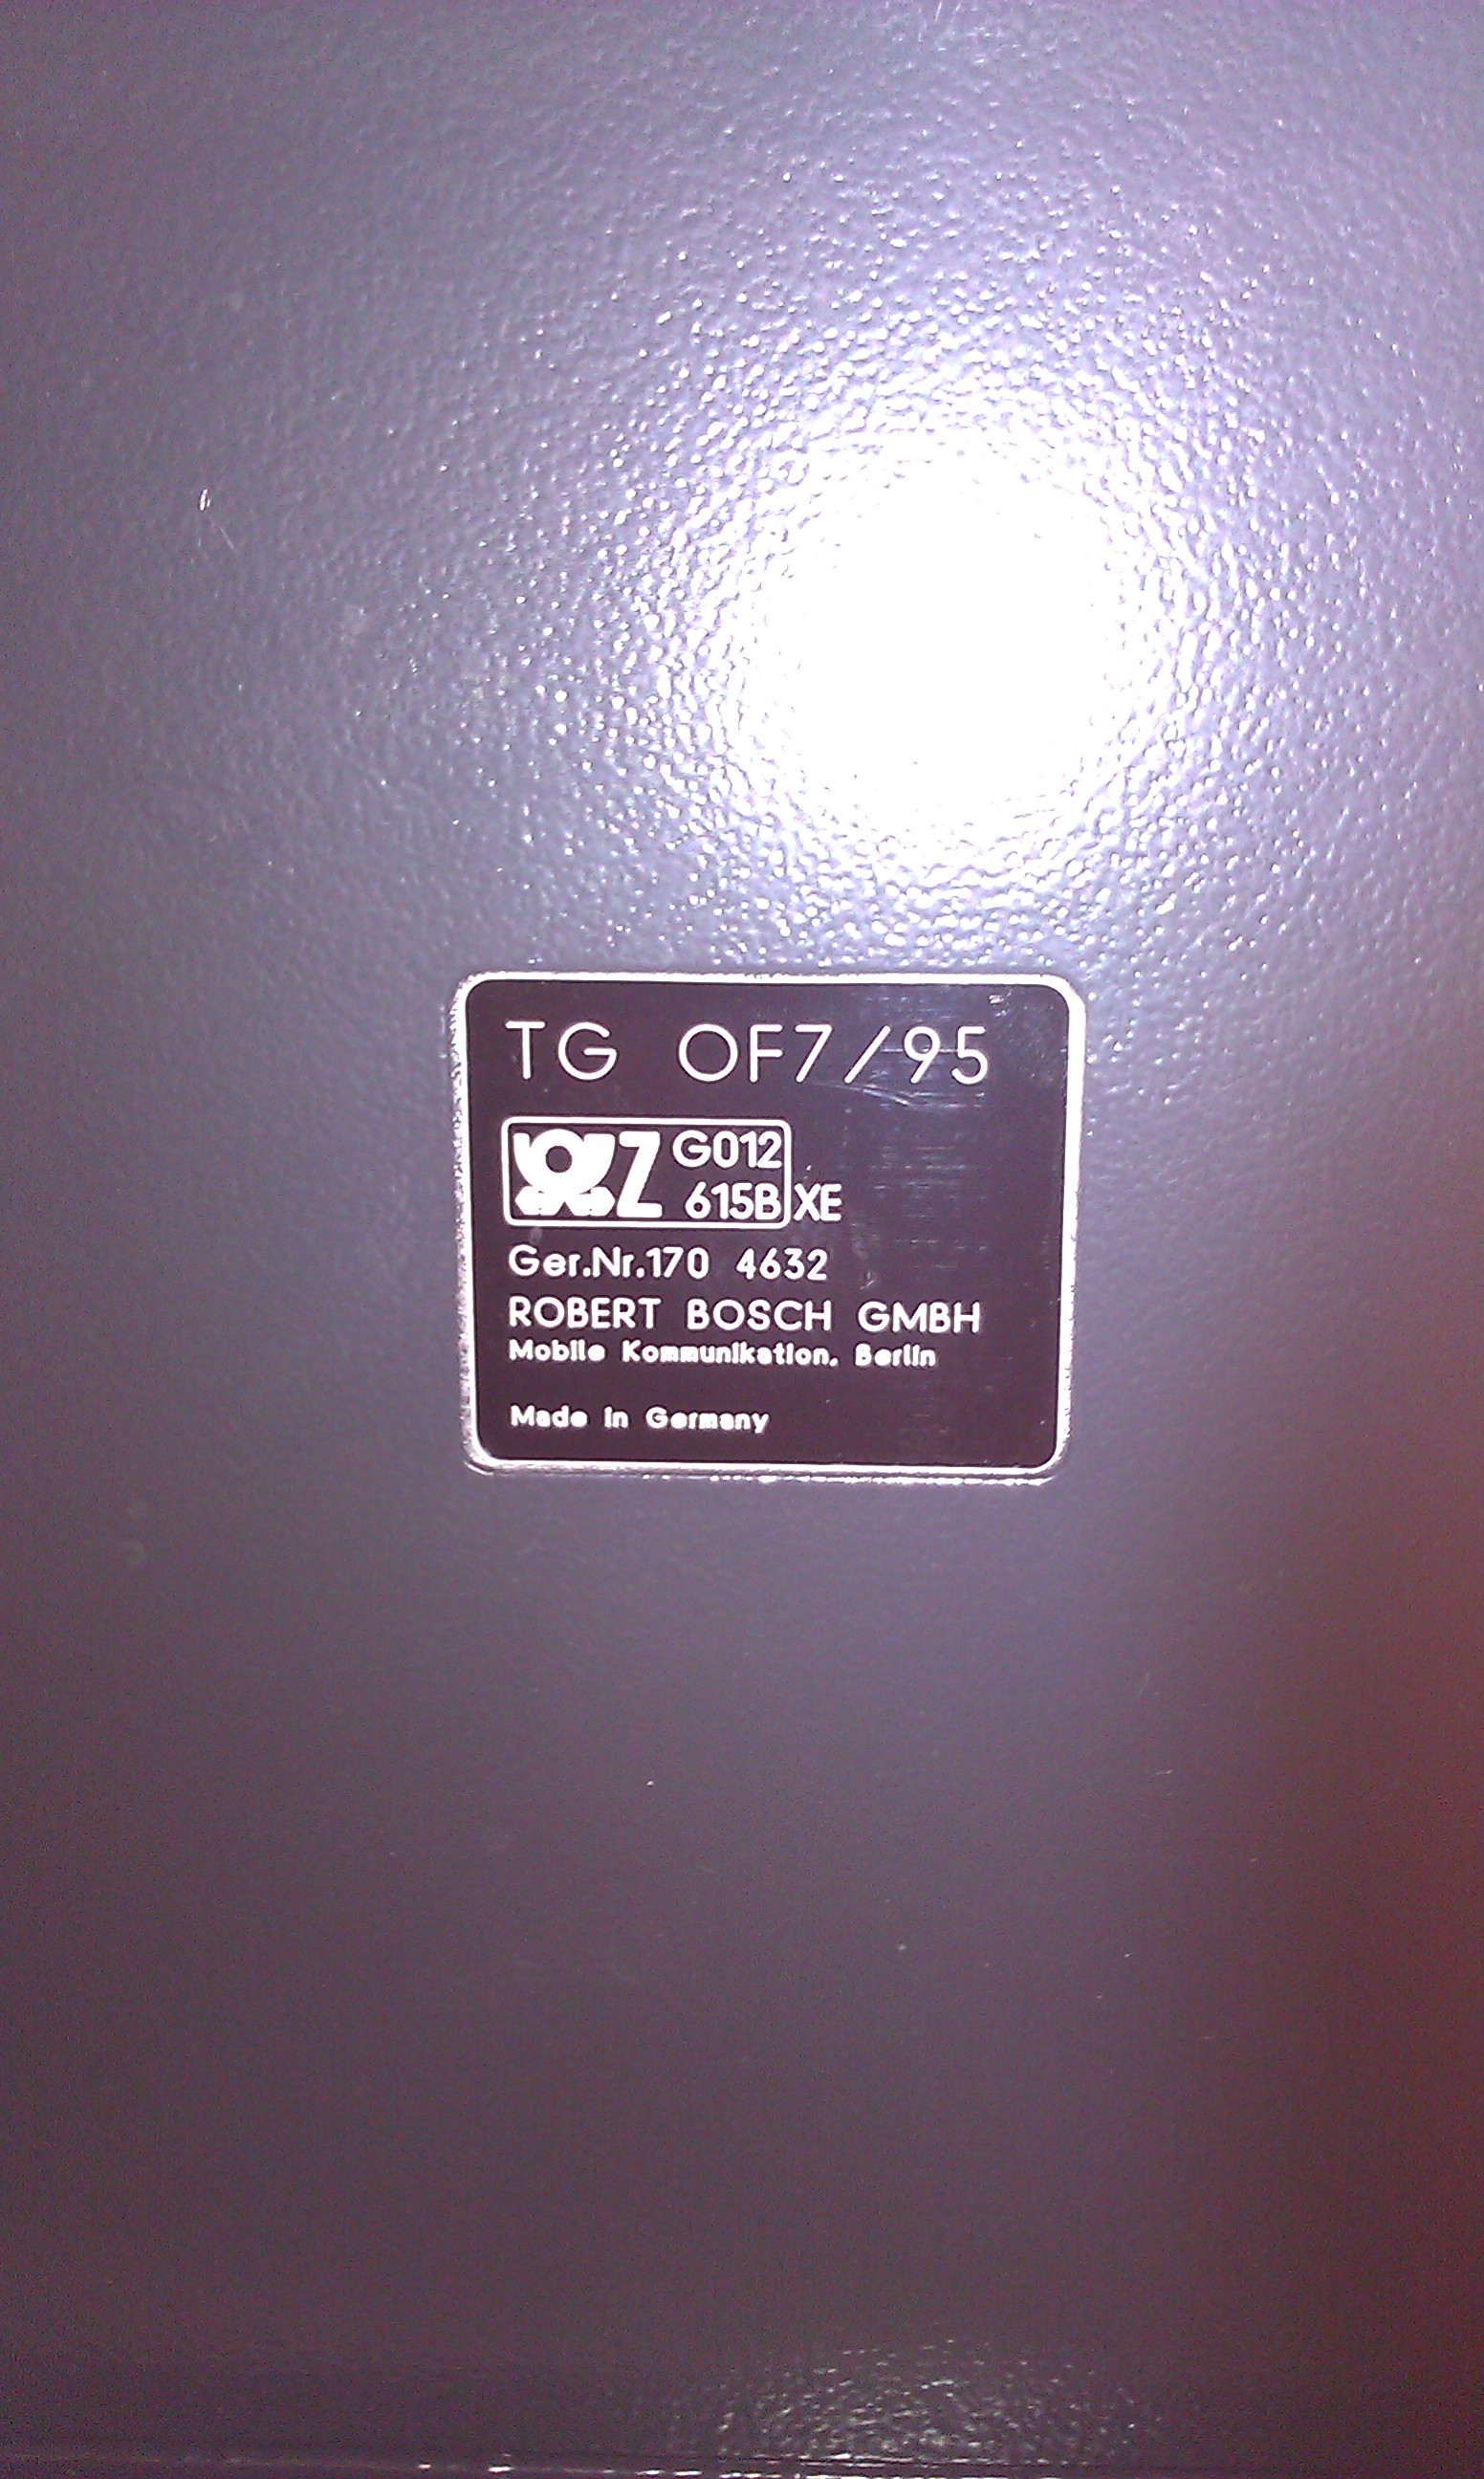 TG OF7/95
Z G012
615B XE
Ger.Nr.170 4632
ROBERT BOSCH GMBH
Mobile Kommunikation. Berlin
Made in Germany